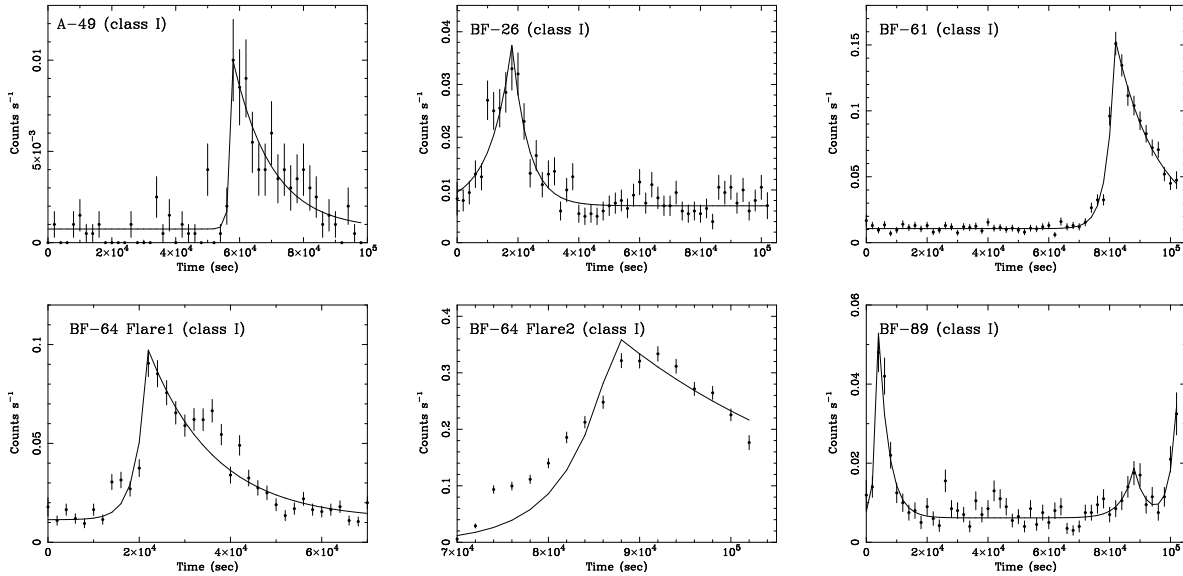 A-49 (class I)
Counts s⁻¹
0 5×10⁻³ 0.01
0 2×10⁴ 4×10⁴ 6×10⁴ 8×10⁴ 10⁵
Time (sec)
BF-26 (class I)
Counts s⁻¹
0 0.01 0.02 0.03 0.04
0 2×10⁴ 4×10⁴ 6×10⁴ 8×10⁴ 10⁵
Time (sec)
BF-61 (class I)
Counts s⁻¹
0 0.05 0.1 0.15
0 2×10⁴ 4×10⁴ 6×10⁴ 8×10⁴ 10⁵
Time (sec)
BF-64 Flare1 (class I)
Counts s⁻¹
0 0.05 0.1
0 2×10⁴ 4×10⁴ 6×10⁴
Time (sec)
BF-64 Flare2 (class I)
Counts s⁻¹
0 0.1 0.2 0.3 0.4
7×10⁴ 8×10⁴ 9×10⁴ 10⁵
Time (sec)
BF-89 (class I)
Counts s⁻¹
0 0.02 0.04 0.06
0 2×10⁴ 4×10⁴ 6×10⁴ 8×10⁴ 10⁵
Time (sec)